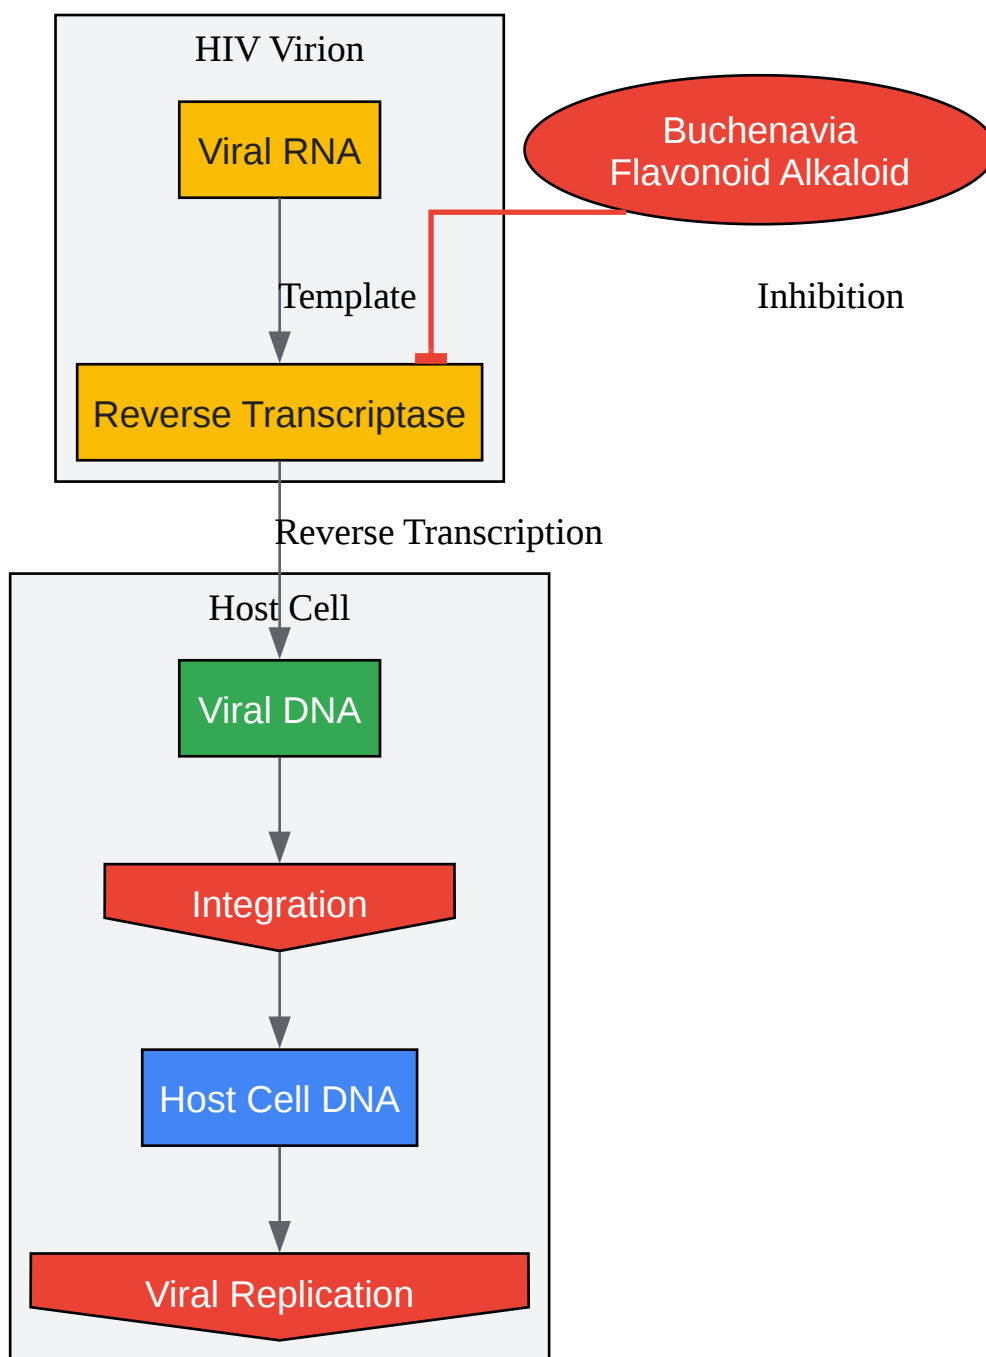 HIV Virion
Viral RNA
Buchenavia
Flavonoid Alkaloid
Template
Inhibition
Reverse Transcriptase
Reverse Transcription
Host Cell
Viral DNA
Integration
Host Cell DNA
Viral Replication